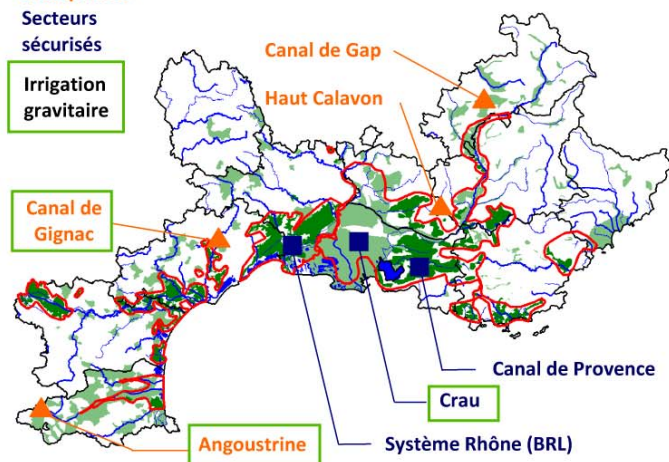 Secteurs
sécurisés
Irrigation
gravitaire
Canal de Gap
Haut Calavon
Canal de
Gignac
Canal de Provence
Crau
Angoustrine
Système Rhône (BRL)